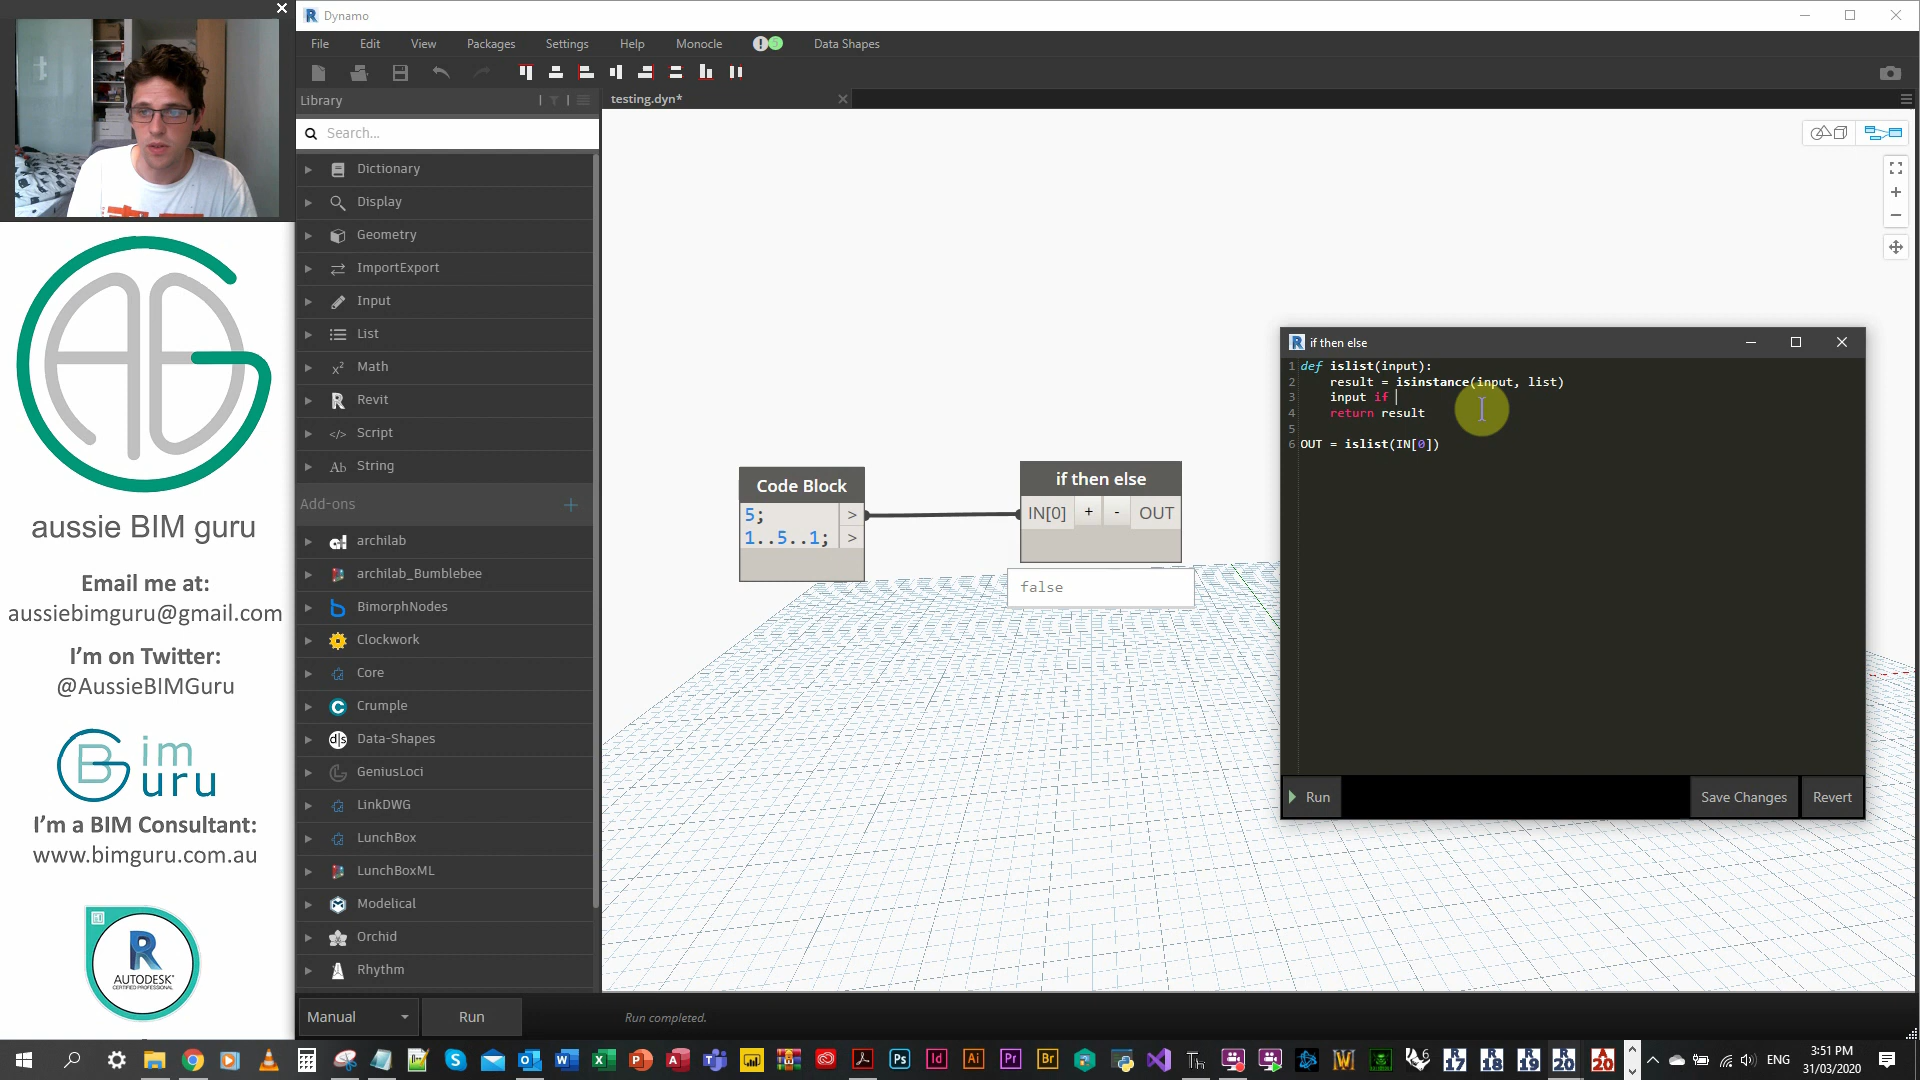 Dynamo
File Edit View Packages Settings Help Monocle Data Shapes
Library
testing.dyn*
Search...
Dictionary
Display
Geometry
ImportExport
Input
List
Math
Revit
Script
Ab String
Add-ons
archilab
archilab_Bumblebee
BimorphNodes
Clockwork
Core
Crumple
Data-Shapes
GeniusLoci
LinkDWG
LunchBox
LunchBoxML
Modelical
Orchid
Rhythm
Manual
Run
Run completed.
aussie BIM guru
Email me at:
aussiebimguru@gmail.com
I'm on Twitter:
@AussieBIMGuru
Bim
Guru
I'm a BIM Consultant:
www.bimguru.com.au
R
AUTODESK
CERTIFIED PROFESSIONAL
Code Block
5; >
1..5..1; >
if then else
IN[0] + - OUT
false
if then else
1 def islist(input):
2 result = isinstance(input, list)
3 input if
4 return result
5
6 OUT = islist(IN[0])
Run
Save Changes
Revert
ENG
3:51 PM
31/03/2020